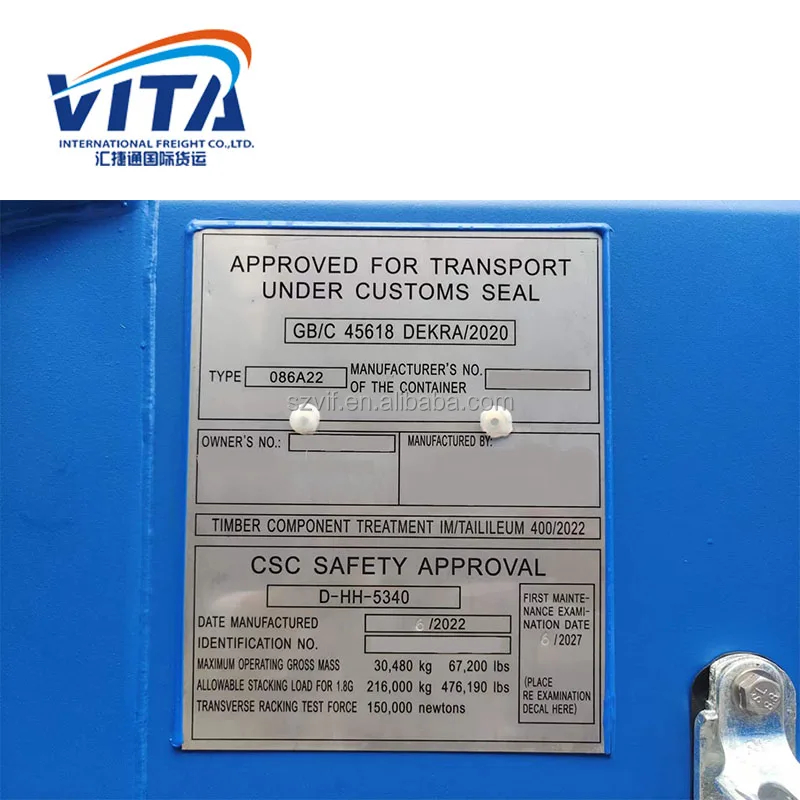 VITA
INTERNATIONAL FREIGHT CO.,LTD.
汇捷通国际货运
APPROVED FOR TRANSPORT
UNDER CUSTOMS SEAL
GB/C 45618 DEKRA/2020
TYPE 086A22 MANUFACTURER'S NO. OF THE CONTAINER
szvif.en.alibaba.com
OWNER'S NO.: MANUFACTURED BY:
TIMBER COMPONENT TREATMENT IM/TAILILEUM 400/2022
CSC SAFETY APPROVAL
D-HH-5340
DATE MANUFACTURED 6/2022
IDENTIFICATION NO.
MAXIMUM OPERATING GROSS MASS 30,480 kg 67,200 lbs
ALLOWABLE STACKING LOAD FOR 1.8G 216,000 kg 476,190 lbs
TRANSVERSE RACKING TEST FORCE 150,000 newtons
FIRST MAINTE-
NANCE EXAMI-
NATION DATE
6/2027
(PLACE
RE EXAMINATION
DECAL HERE)